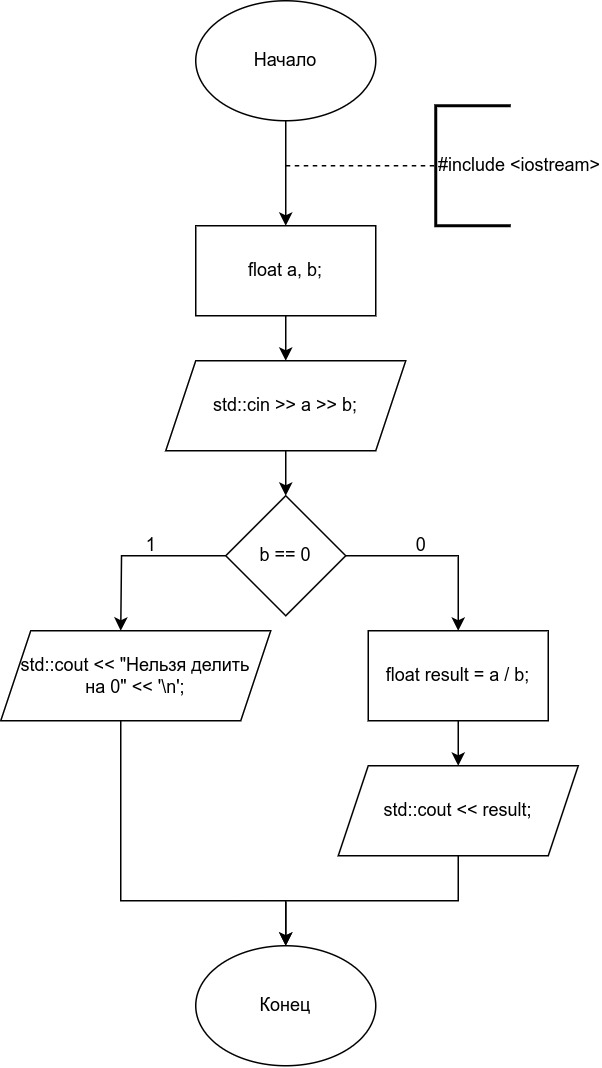 Начало
#include <iostream>
float a, b;
std::cin >> a >> b;
b == 0
1
0
std::cout << "Нельзя делить
на 0" << '\n';
float result = a / b;
std::cout << result;
Конец